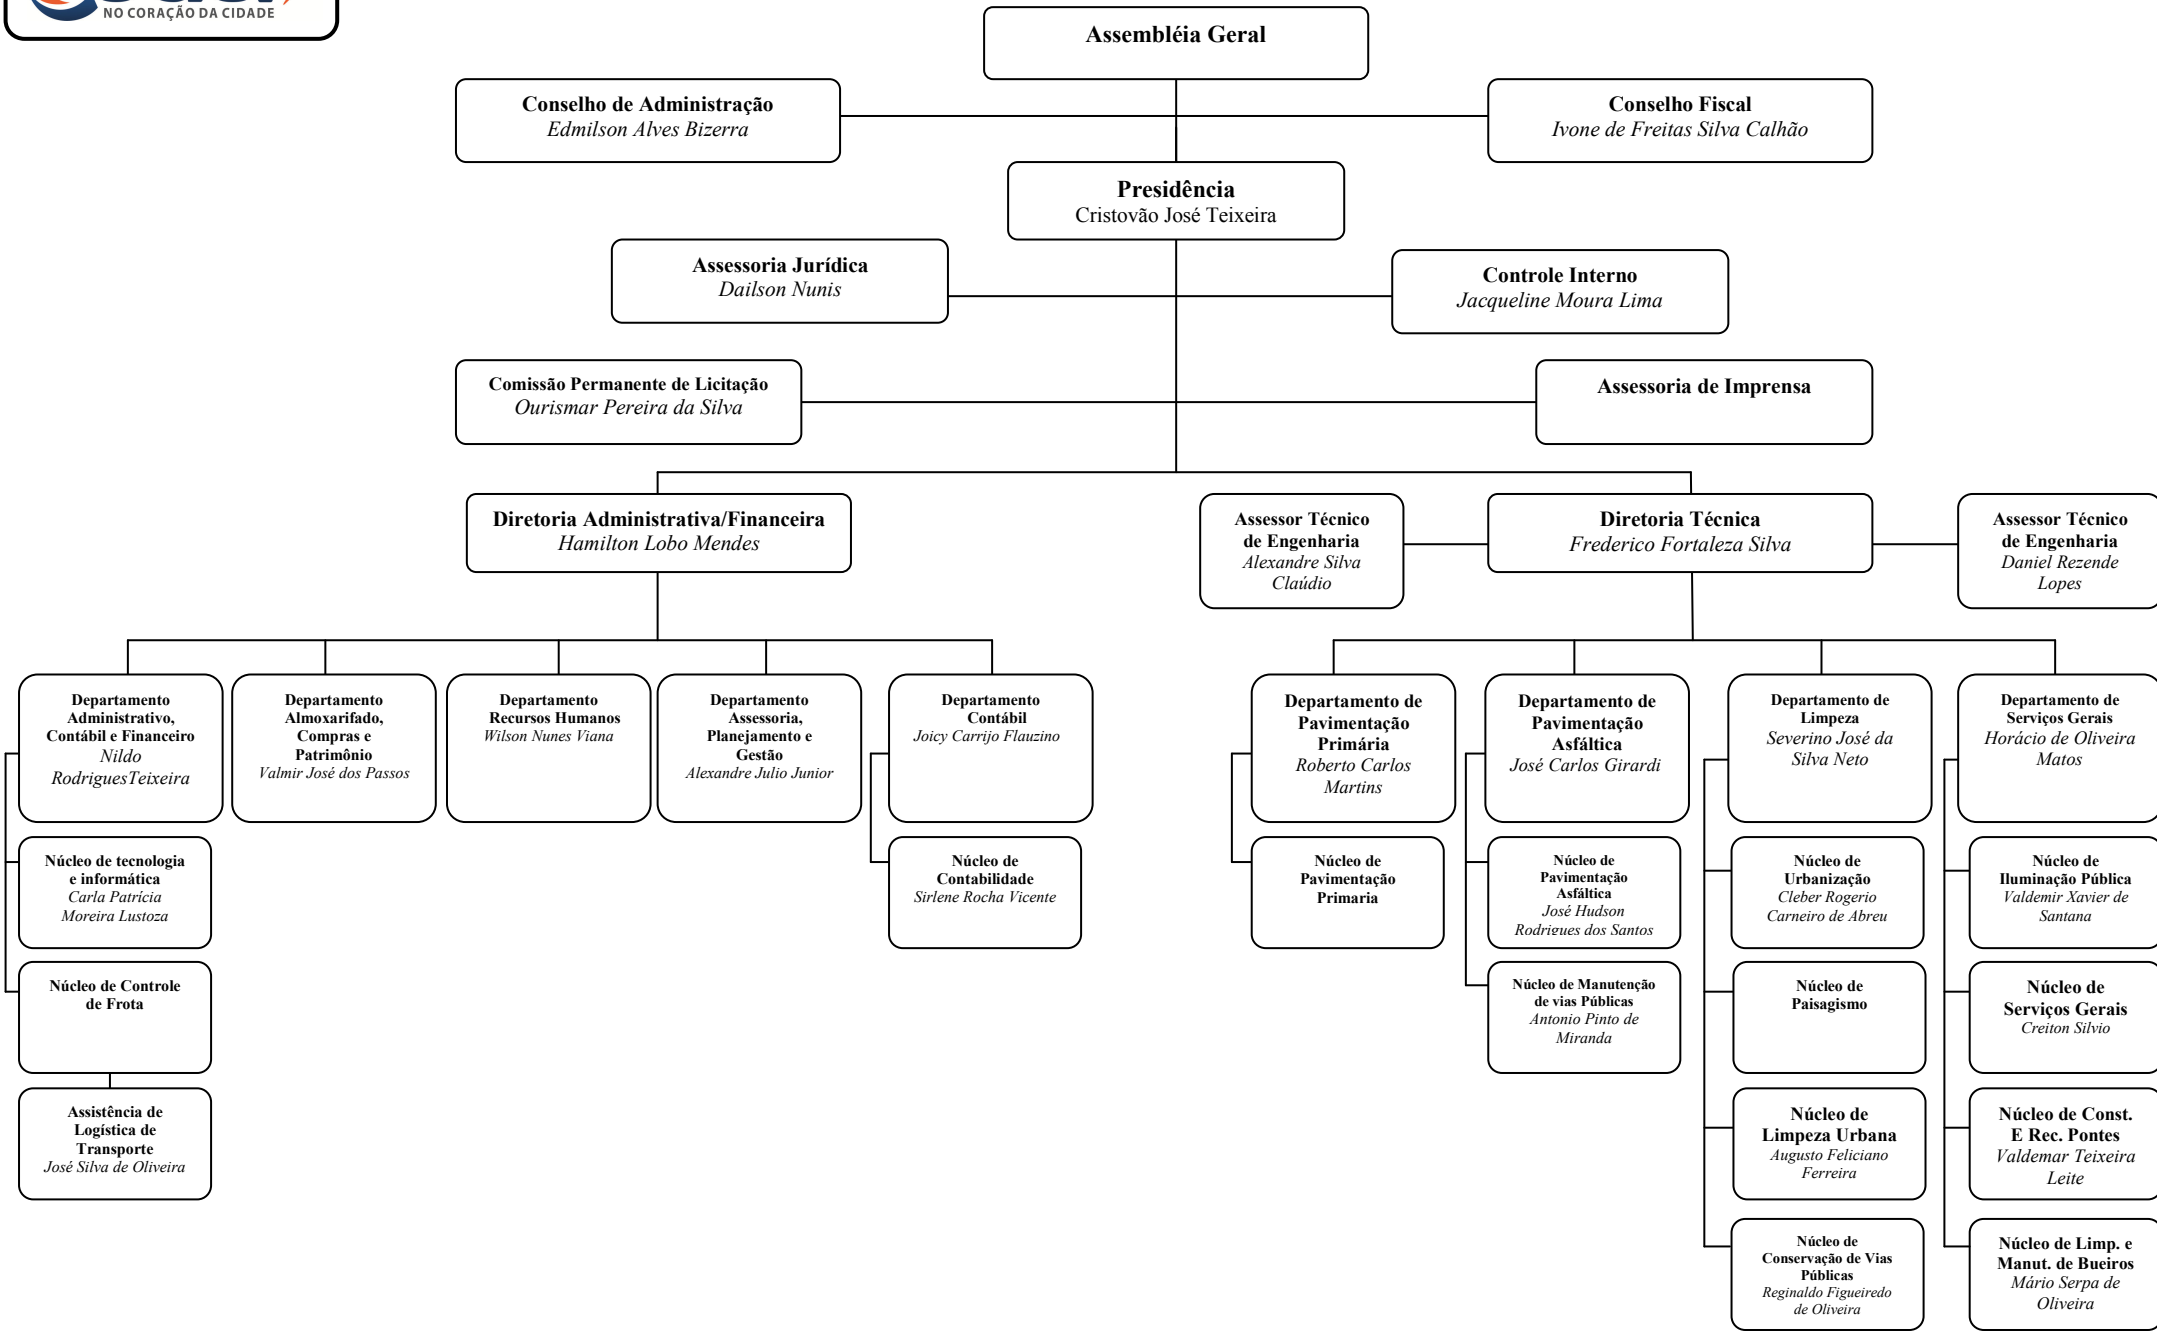 NO CORAÇÃO DA CIDADE
Assembléia Geral
Conselho de Administração
Edmilson Alves Bizerra
Conselho Fiscal
Ivone de Freitas Silva Calhão
Presidência
Cristovão José Teixeira
Assessoria Jurídica
Dailson Nunis
Controle Interno
Jacqueline Moura Lima
Comissão Permanente de Licitação
Ourismar Pereira da Silva
Assessoria de Imprensa
Diretoria Administrativa/Financeira
Hamilton Lobo Mendes
Assessor Técnico
de Engenharia
Alexandre Silva
Claúdio
Diretoria Técnica
Frederico Fortaleza Silva
Assessor Técnico
de Engenharia
Daniel Rezende
Lopes
Departamento
Administrativo,
Contábil e Financeiro
Nildo
RodriguesTeixeira
Departamento
Almoxarifado,
Compras e
Patrimônio
Valmir José dos Passos
Departamento
Recursos Humanos
Wilson Nunes Viana
Departamento
Assessoria,
Planejamento e
Gestão
Alexandre Julio Junior
Departamento
Contábil
Joicy Carrijo Flauzino
Departamento de
Pavimentação
Primária
Roberto Carlos
Martins
Departamento de
Pavimentação
Asfáltica
José Carlos Girardi
Departamento de
Limpeza
Severino José da
Silva Neto
Departamento de
Serviços Gerais
Horácio de Oliveira
Matos
Núcleo de tecnologia
e informática
Carla Patrícia
Moreira Lustoza
Núcleo de
Contabilidade
Sirlene Rocha Vicente
Núcleo de
Pavimentação
Primaria
Núcleo de
Pavimentação
Asfáltica
José Hudson
Rodrigues dos Santos
Núcleo de
Urbanização
Cleber Rogerio
Carneiro de Abreu
Núcleo de
Iluminação Pública
Valdemir Xavier de
Santana
Núcleo de Controle
de Frota
Núcleo de Manutenção
de vias Públicas
Antonio Pinto de
Miranda
Núcleo de
Paisagismo
Núcleo de
Serviços Gerais
Creiton Silvio
Assistência de
Logística de
Transporte
José Silva de Oliveira
Núcleo de
Limpeza Urbana
Augusto Feliciano
Ferreira
Núcleo de Const.
E Rec. Pontes
Valdemar Teixeira
Leite
Núcleo de
Conservação de Vias
Públicas
Reginaldo Figueiredo
de Oliveira
Núcleo de Limp. e
Manut. de Bueiros
Mário Serpa de
Oliveira